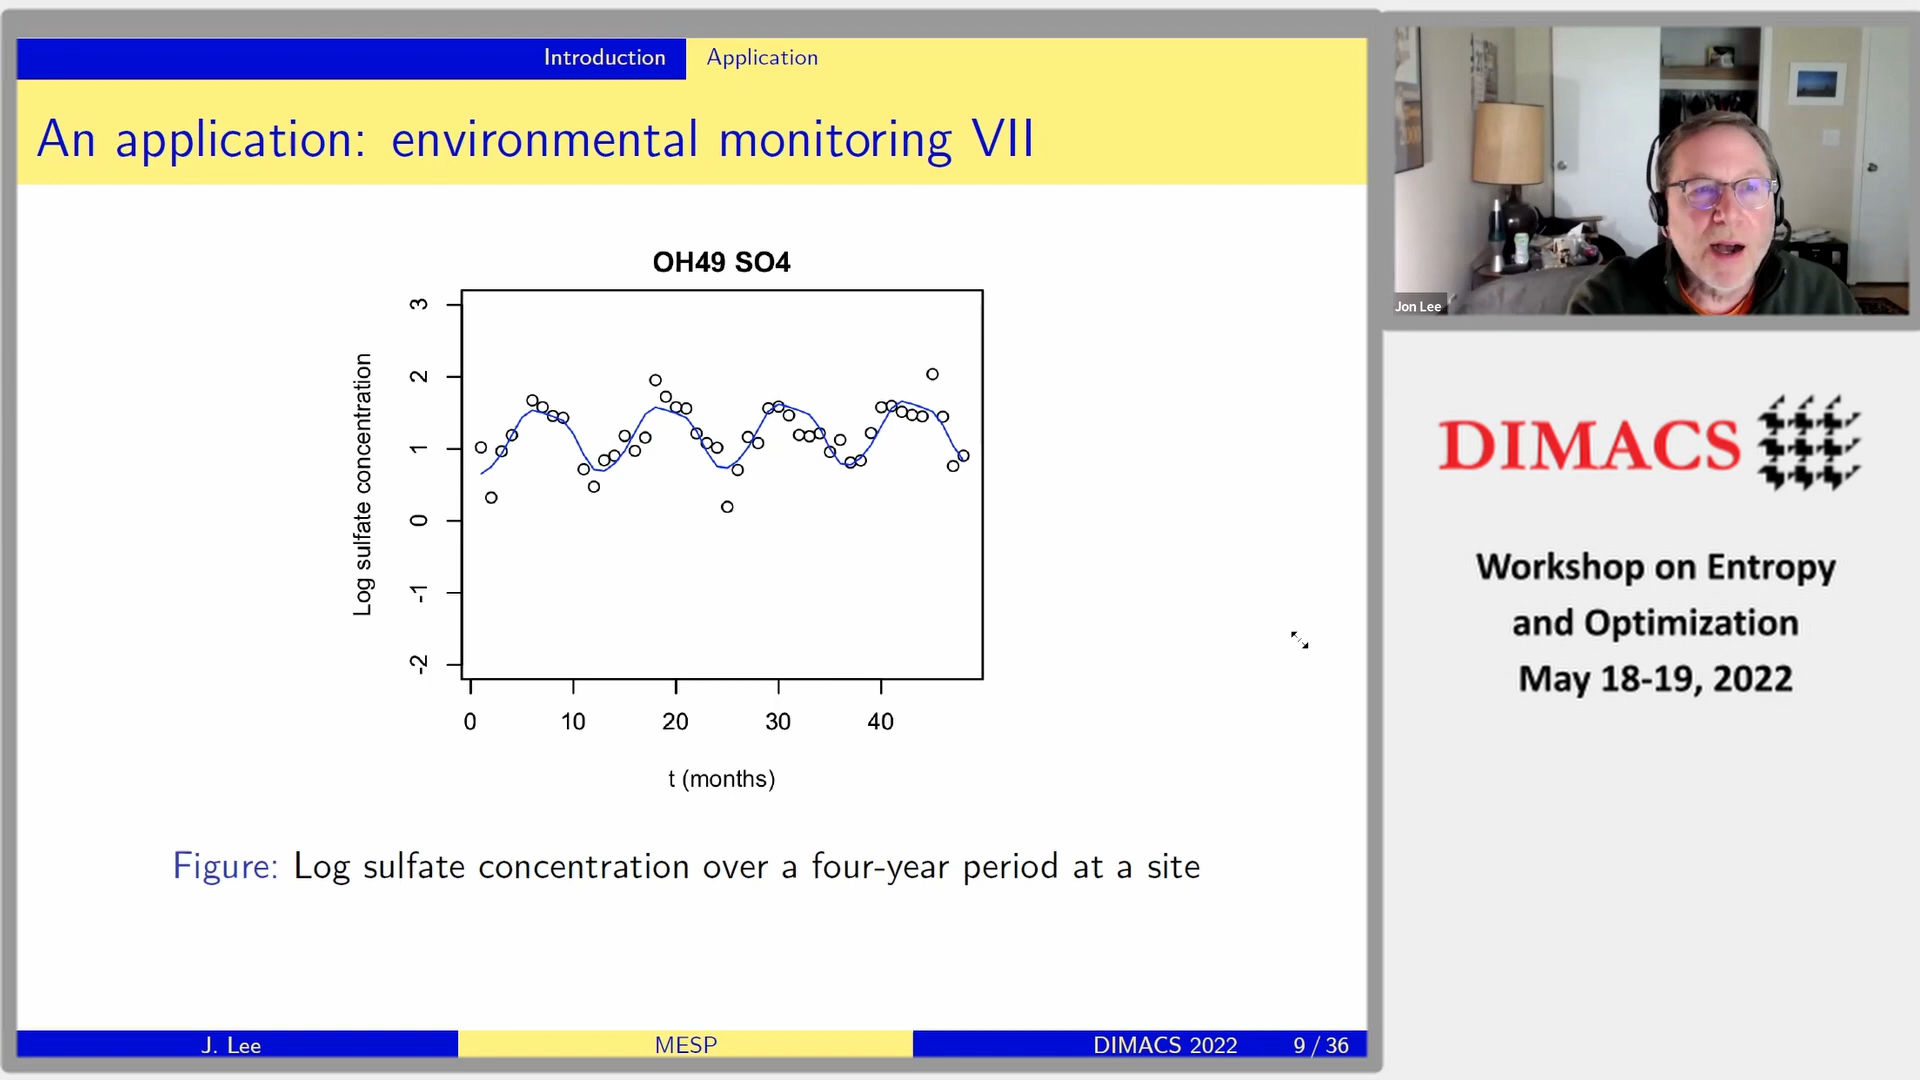 Introduction
Application
An application: environmental monitoring VII
OH49 SO4
Log sulfate concentration
3
2
1
0
-1
-2
0 10 20 30 40
t (months)
Figure: Log sulfate concentration over a four-year period at a site
J. Lee
MESP
DIMACS 2022
9 / 36
Jon Lee
DIMACS
Workshop on Entropy
and Optimization
May 18-19, 2022